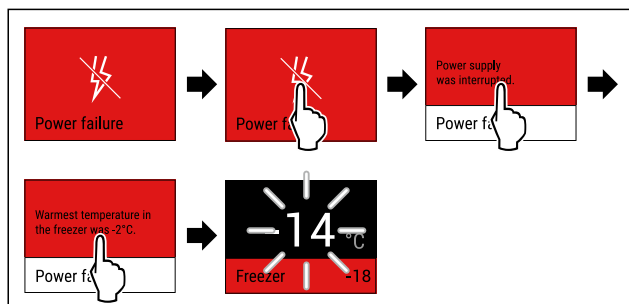 Power failure
Power fa
Power supply
was interrupted.
Power fa
Warmest temperature in
the freezer was -2°C.
Power fa
-14 °C
Freezer -18